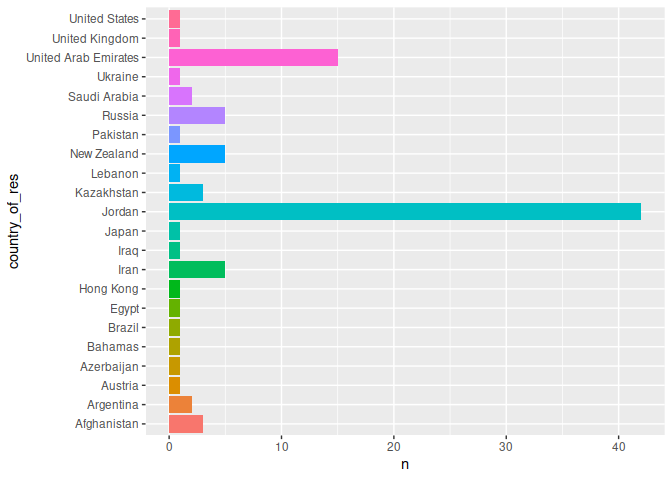 country_of_res
United States
United Kingdom
United Arab Emirates
Ukraine
Saudi Arabia
Russia
Pakistan
New Zealand
Lebanon
Kazakhstan
Jordan
Japan
Iraq
Iran
Hong Kong
Egypt
Brazil
Bahamas
Azerbaijan
Austria
Argentina
Afghanistan
0 10 20 30 40
n